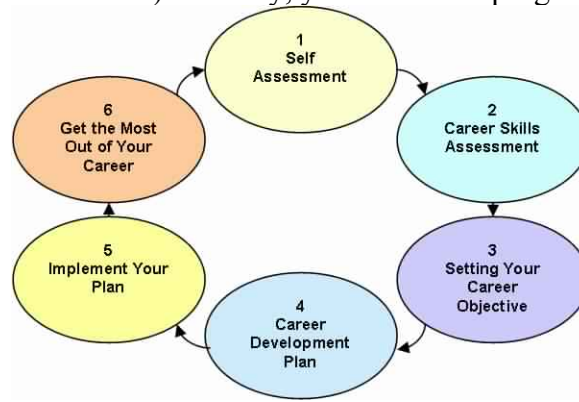 1
Self
Assessment
2
Career Skills
Assessment
3
Setting Your
Career
Objective
4
Career
Development
Plan
5
Implement Your
Plan
6
Get the Most
Out of Your
Career